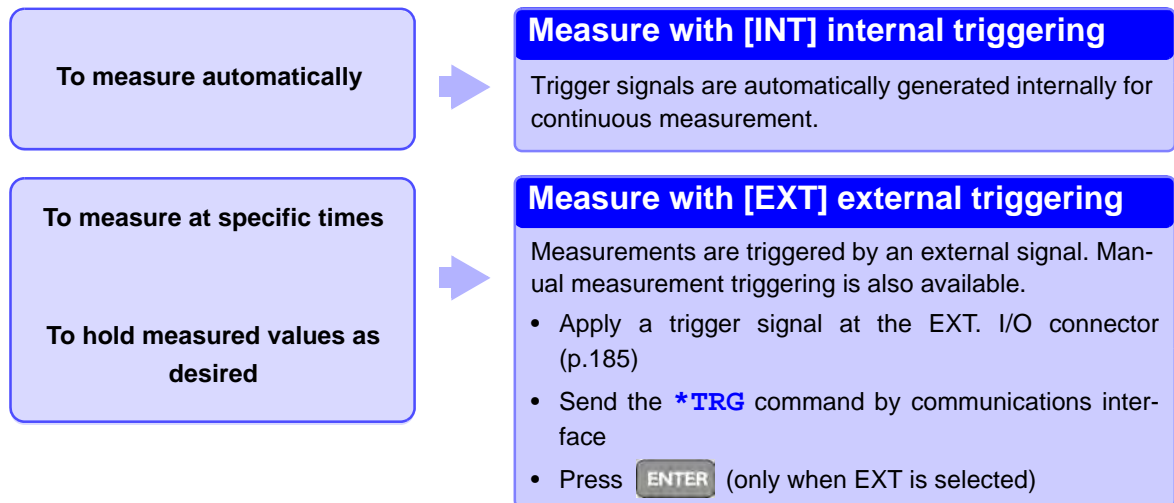 To measure automatically
Measure with [INT] internal triggering
Trigger signals are automatically generated internally for
continuous measurement.
To measure at specific times
To hold measured values as
desired
Measure with [EXT] external triggering
Measurements are triggered by an external signal. Man-
ual measurement triggering is also available.
• Apply a trigger signal at the EXT. I/O connector
(p.185)
• Send the *TRG command by communications inter-
face
• Press ENTER (only when EXT is selected)